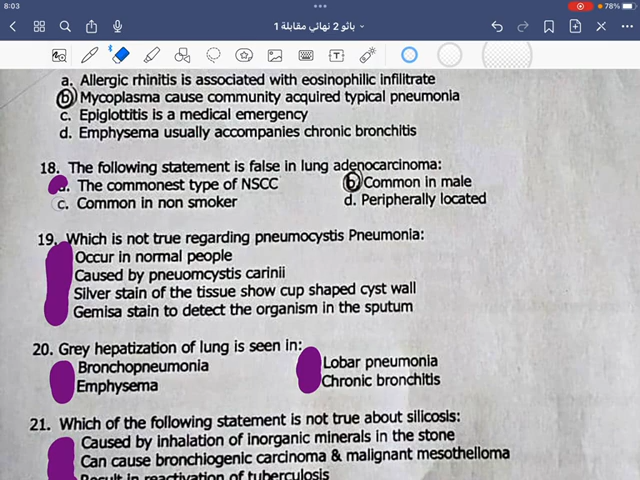 8:03
78%
باثو 2 نهائي مقابلة 1
a. Allergic rhinitis is associated with eosinophilic infiltrate
b) Mycoplasma cause community acquired typical pneumonia
c. Epiglottitis is a medical emergency
d. Emphysema usually accompanies chronic bronchitis
18. The following statement is false in lung adenocarcinoma:
a. The commonest type of NSCC
b. Common in male
c. Common in non smoker
d. Peripherally located
19. Which is not true regarding pneumocystis Pneumonia:
Occur in normal people
Caused by pneuomcystis carinii
Silver stain of the tissue show cup shaped cyst wall
Gemisa stain to detect the organism in the sputum
20. Grey hepatization of lung is seen in:
Bronchopneumonia
Lobar pneumonia
Emphysema
Chronic bronchitis
21. Which of the following statement is not true about silicosis:
Caused by inhalation of inorganic minerals in the stone
Can cause bronchiogenic carcinoma & malignant mesothelioma
Result in reactivation of tuberculosis